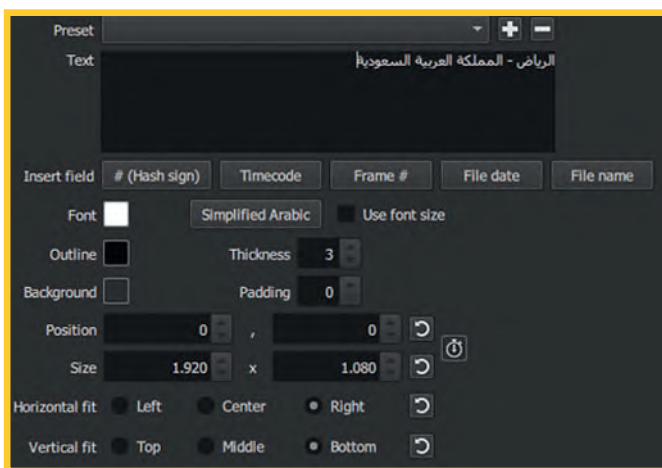 Preset
Text الرياض - المملكة العربية السعودية
Insert field # (Hash sign) Timecode Frame # File date File name
Font Simplified Arabic Use font size
Outline Thickness 3
Background Padding 0
Position 0 , 0
Size 1.920 x 1.080
Horizontal fit Left Center Right
Vertical fit Top Middle Bottom